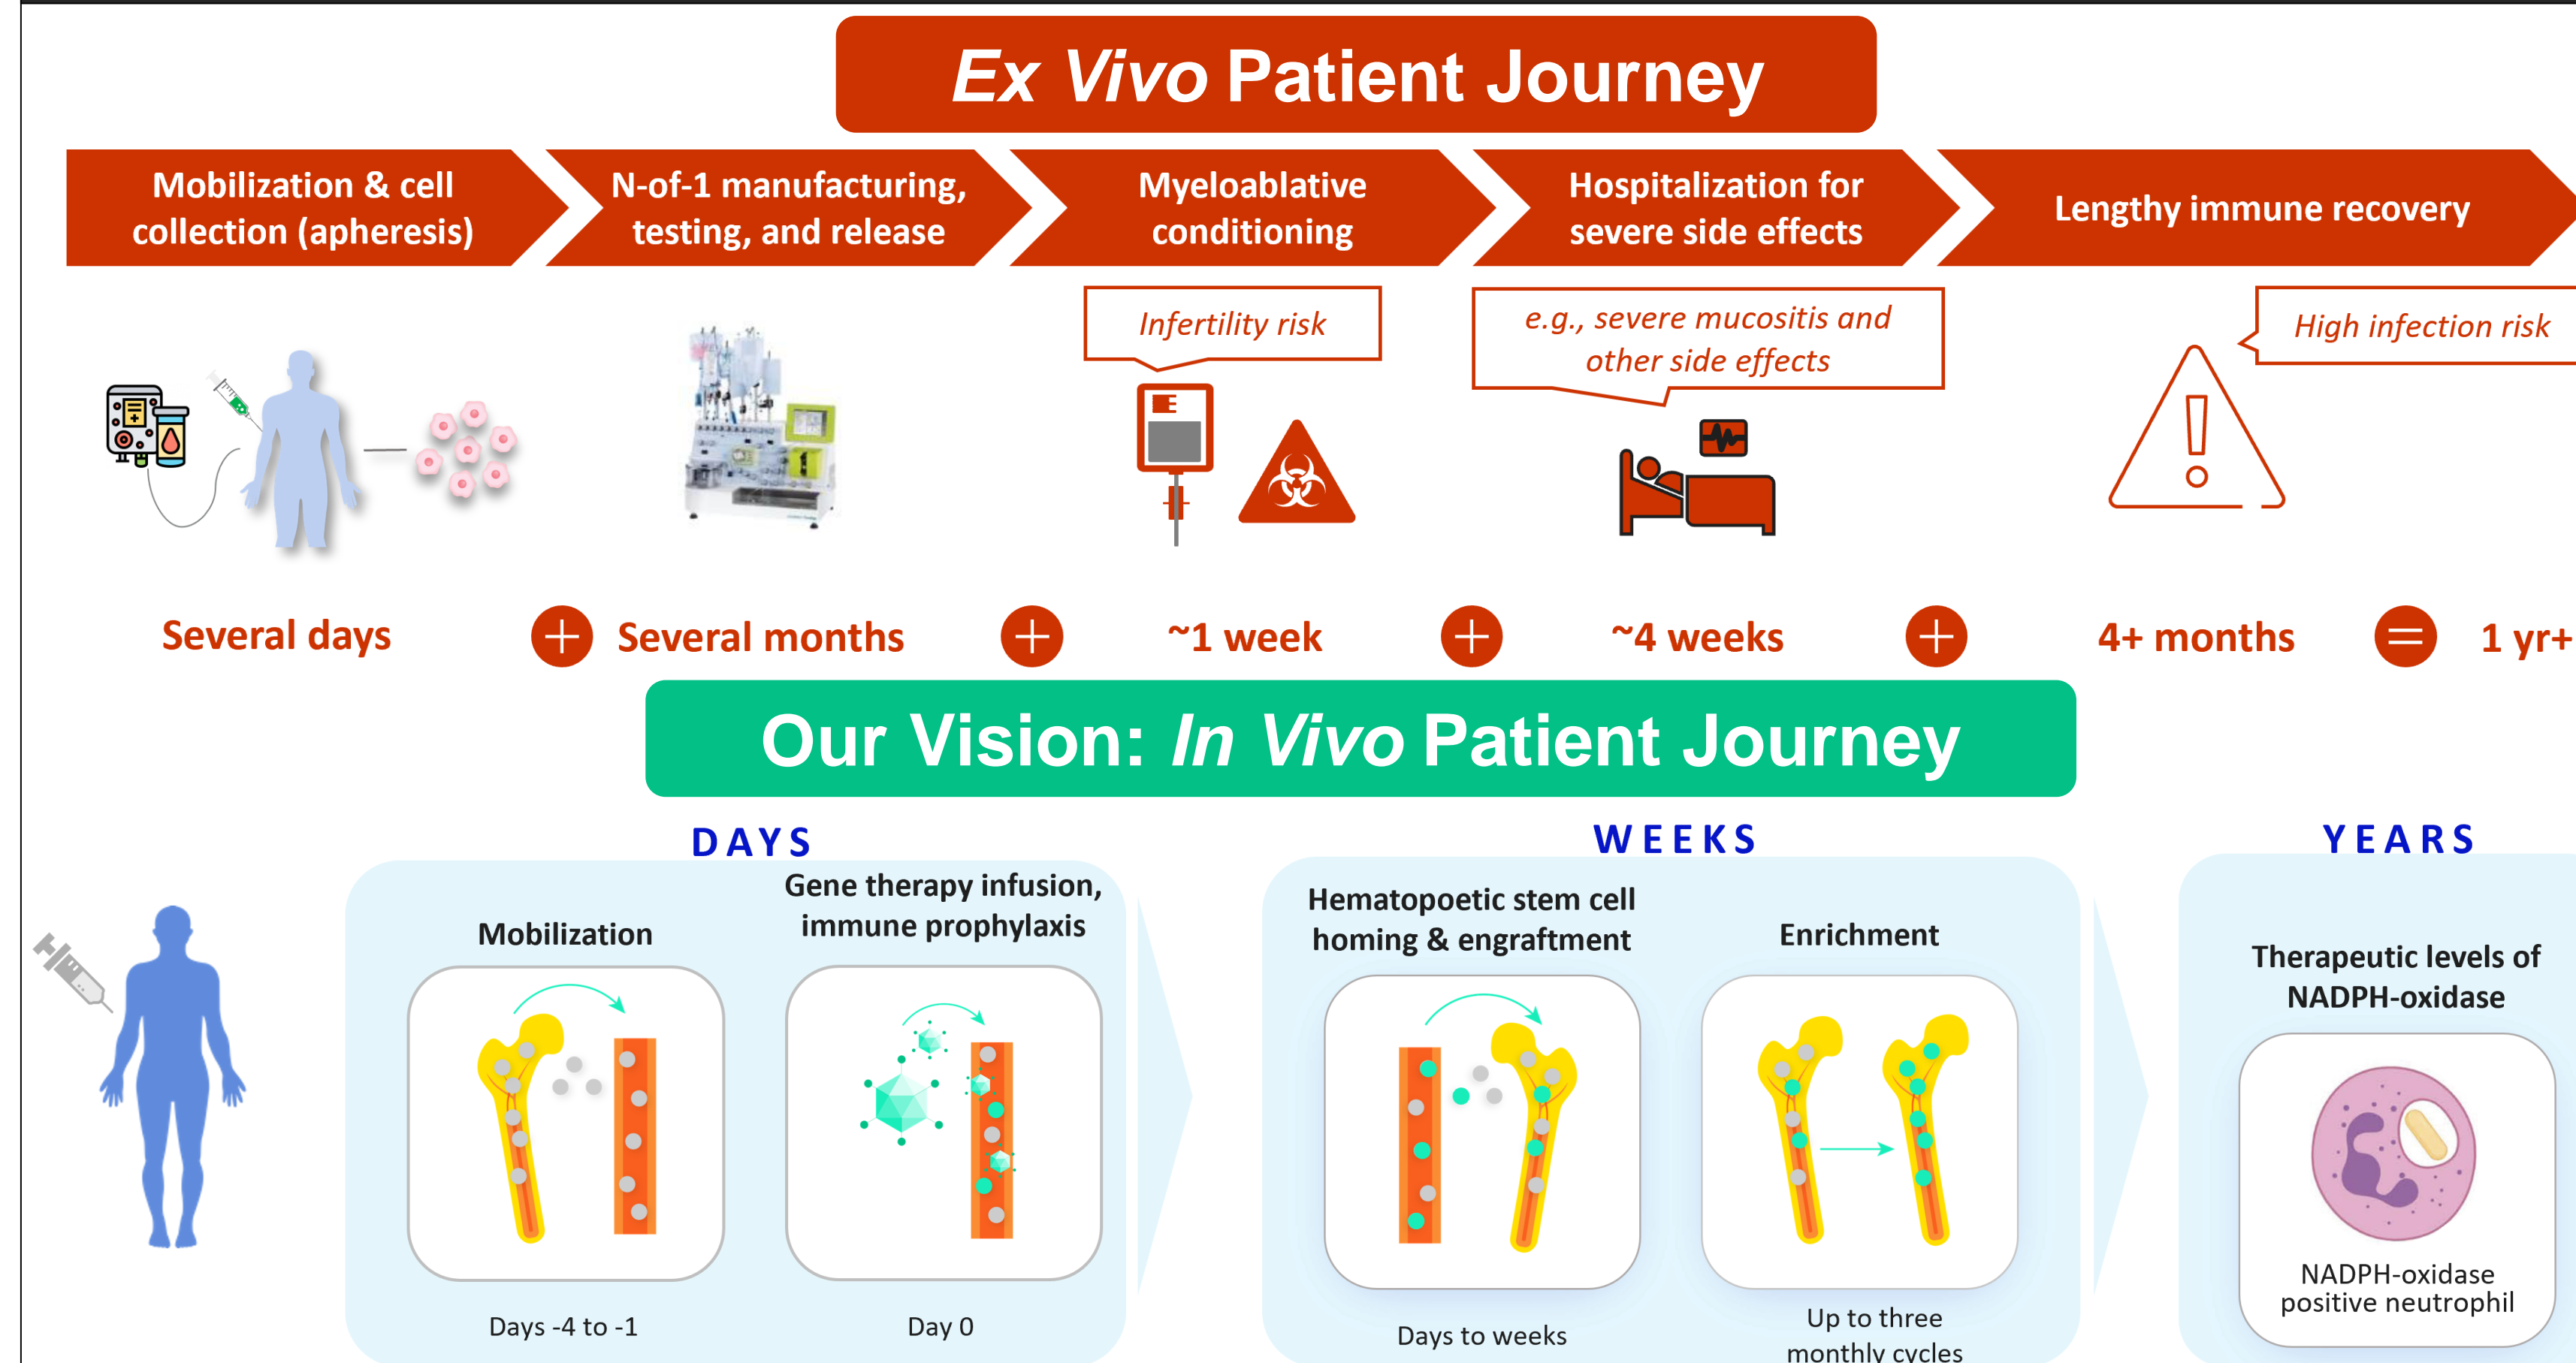 Ex Vivo Patient Journey
Mobilization & cell
collection (apheresis)
N-of-1 manufacturing,
testing, and release
Myeloablative
conditioning
Hospitalization for
severe side effects
Lengthy immune recovery
Infertility risk
e.g., severe mucositis and
other side effects
High infection risk
Several days
+
Several months
+
~1 week
+
~4 weeks
+
4+ months
=
1 yr+
Our Vision: In Vivo Patient Journey
DAYS
WEEKS
YEARS
Mobilization
Gene therapy infusion,
immune prophylaxis
Hematopoetic stem cell
homing & engraftment
Enrichment
Therapeutic levels of
NADPH-oxidase
NADPH-oxidase
positive neutrophil
Days -4 to -1
Day 0
Days to weeks
Up to three
monthly cycles